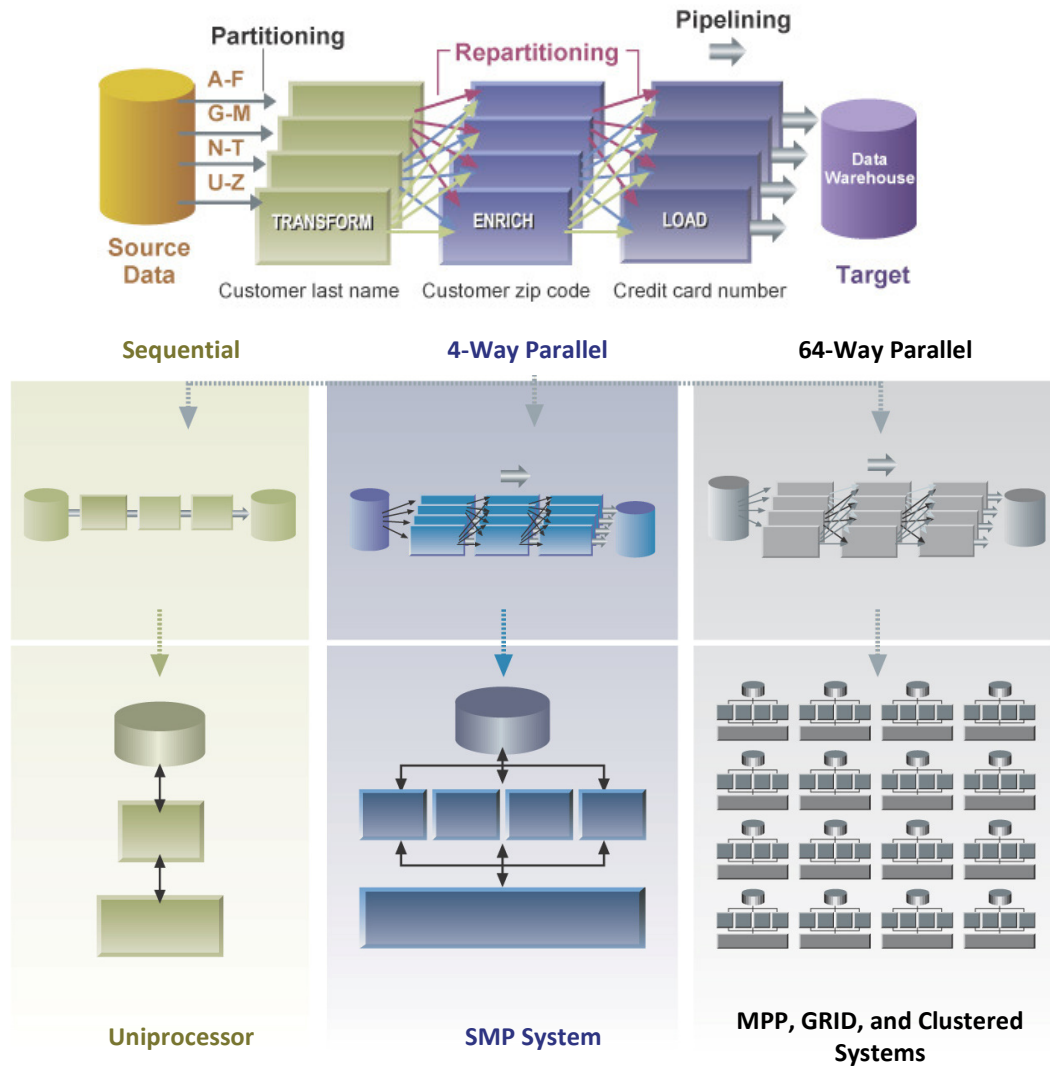 Pipelining
Partitioning
Repartitioning
A-F
G-M
N-T
U-Z
Data
Warehouse
TRANSFORM
ENRICH
LOAD
Source
Data
Target
Customer last name
Customer zip code
Credit card number
Sequential
4-Way Parallel
64-Way Parallel
Uniprocessor
SMP System
MPP, GRID, and Clustered
Systems